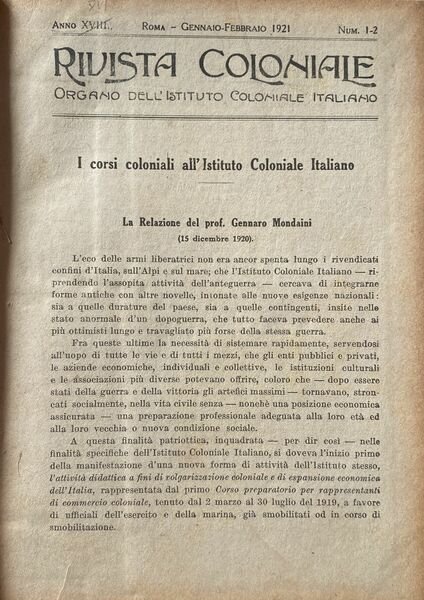 ANNO XVIII. ROMA – GENNAIO-FEBBRAIO 1921 NUM. 1-2
RIVISTA COLONIALE
ORGANO DELL'ISTITUTO COLONIALE ITALIANO
I corsi coloniali all'Istituto Coloniale Italiano
La Relazione del prof. Gennaro Mondaini
(15 dicembre 1920).
L'eco delle armi liberatrici non era ancor spenta lungo i rivendicati
confini d'Italia, sull'Alpi e sul mare; che l'Istituto Coloniale Italiano — ri-
prendendo l'assopita attività dell'anteguerra — cercava di integrarne
forme antiche con altre novelle, intonate alle nuove esigenze nazionali:
sia a quelle durature del paese, sia a quelle contingenti, insite nello
stato anormale d'un dopoguerra, che tutto faceva prevedere anche ai
più ottimisti lungo e travagliato più forse della stessa guerra.
Fra queste ultime la necessità di sistemare rapidamente, servendosi
all'uopo di tutte le vie e di tutti i mezzi, che gli enti pubblici e privati,
le aziende economiche, individuali e collettive, le istituzioni culturali
e le associazioni più diverse potevano offrire, coloro che — dopo essere
stati della guerra e della vittoria gli artefici massimi — tornavano, stron-
cati socialmente, nella vita civile senza — nonchè una posizione economica
assicurata — una preparazione professionale adeguata alla loro età ed
alla loro vecchia o nuova condizione sociale.
A questa finalità patriottica, inquadrata — per dir così — nelle
finalità specifiche dell'Istituto Coloniale Italiano, si doveva l'inizio primo
della manifestazione d'una nuova forma di attività dell'Istituto stesso,
l'attività didattica a fini di volgarizzazione coloniale e di espansione economica
dell'Italia, rappresentata dal primo Corso preparatorio per rappresentanti
di commercio coloniale, tenuto dal 2 marzo al 30 luglio del 1919, a favore
di ufficiali dell'esercito e della marina, già smobilitati od in corso di
smobilitazione.